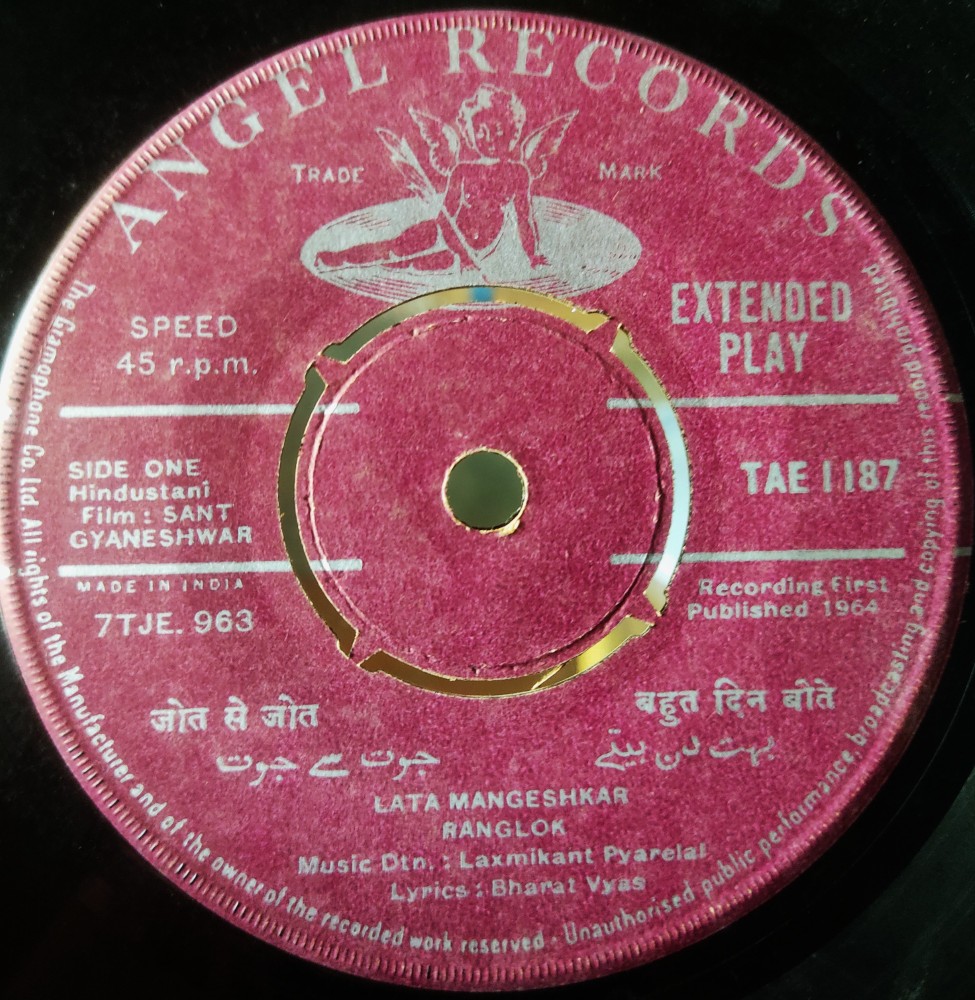 ANGEL RECORDS
TRADE MARK
SPEED
45 r.p.m.
EXTENDED
PLAY
SIDE ONE
Hindustani
Film : SANT
GYANESHWAR
TAE 1187
MADE IN INDIA
7TJE. 963
Recording First
Published 1964
जोत से जोत
बहुत दिन बीते
جوت سے جوت
بہت دن بیتے
LATA MANGESHKAR
RANGLOK
Music Dtn. : Laxmikant Pyarelal
Lyrics : Bharat Vyas
The Gramophone Co. Ltd. All rights of the Manufacturer and of the owner of the recorded work reserved · Unauthorised public performance, broadcasting and copying of this record prohibited